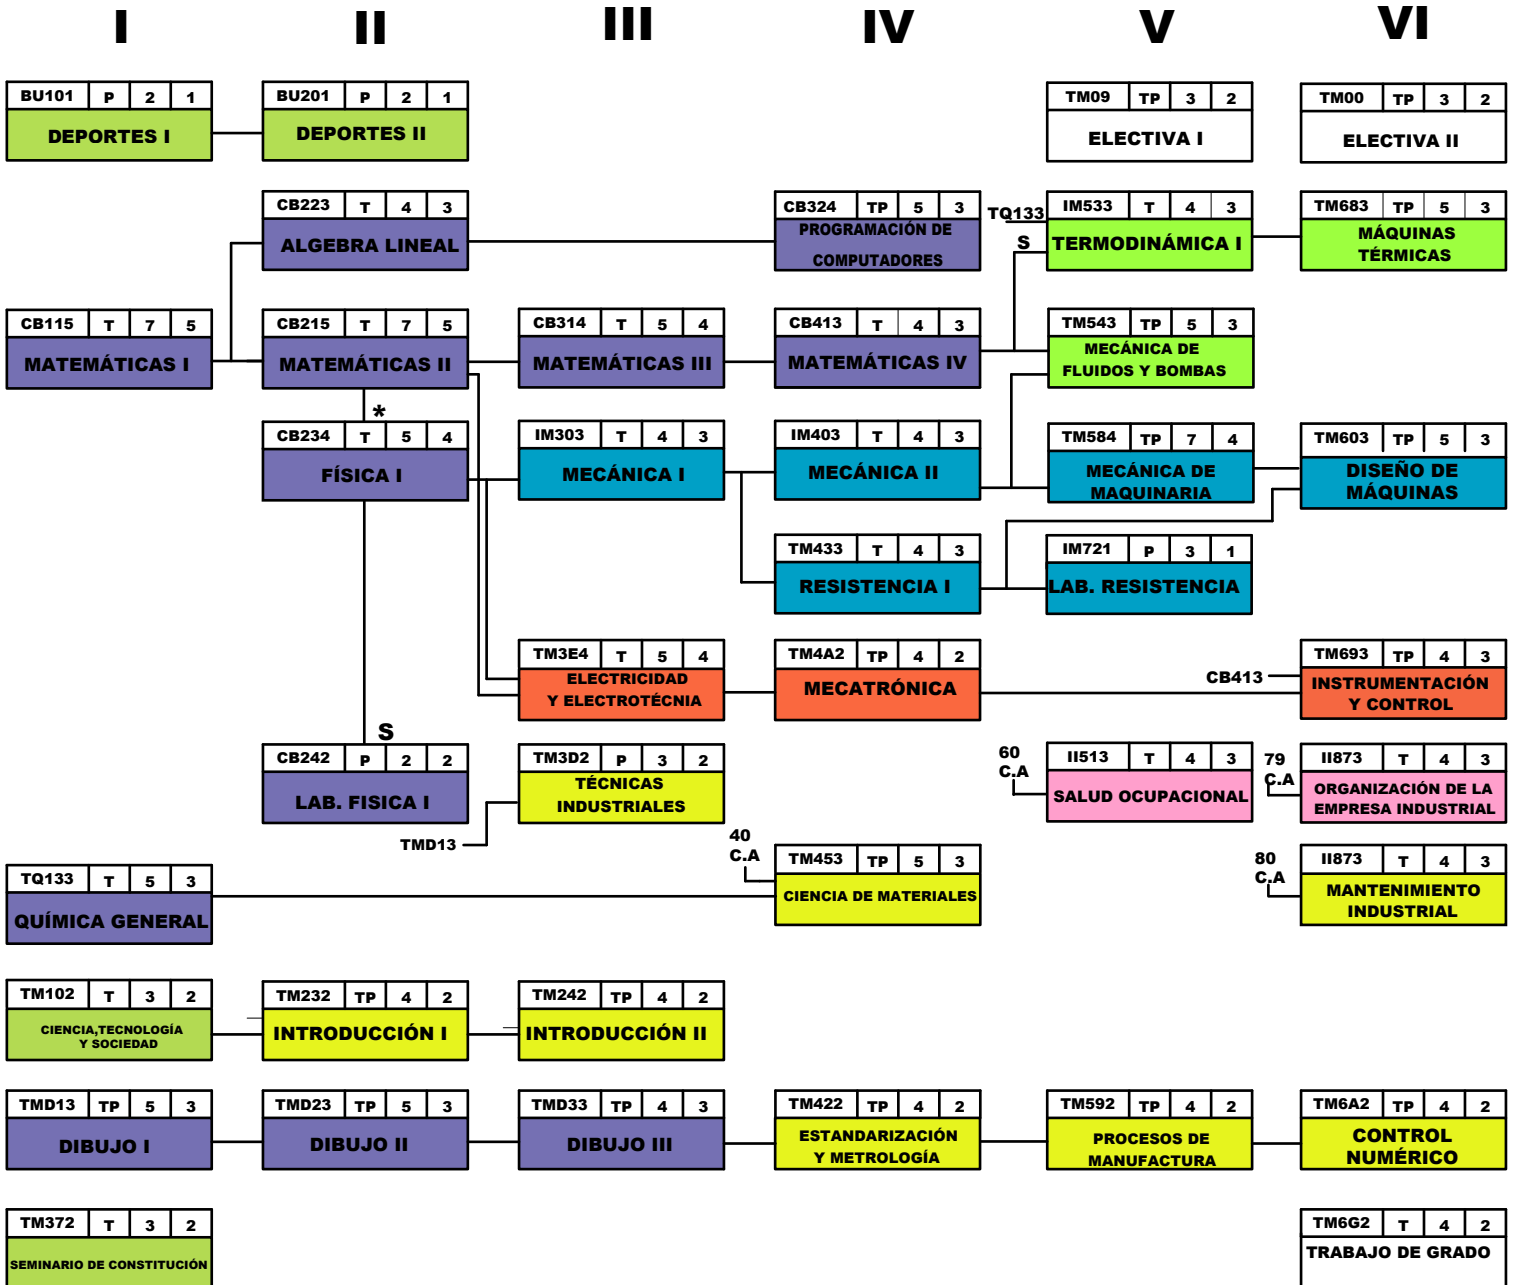 I II III IV V VI
BU101 P 2 1
DEPORTES I
BU201 P 2 1
DEPORTES II
TM09 TP 3 2
ELECTIVA I
TM00 TP 3 2
ELECTIVA II
CB223 T 4 3
ALGEBRA LINEAL
CB324 TP 5 3
PROGRAMACIÓN DE
COMPUTADORES
TQ133
S
IM533 T 4 3
TERMODINÁMICA I
TM683 TP 5 3
MÁQUINAS
TÉRMICAS
CB115 T 7 5
MATEMÁTICAS I
CB215 T 7 5
MATEMÁTICAS II
CB314 T 5 4
MATEMÁTICAS III
CB413 T 4 3
MATEMÁTICAS IV
TM543 TP 5 3
MECÁNICA DE
FLUIDOS Y BOMBAS
*
CB234 T 5 4
FÍSICA I
IM303 T 4 3
MECÁNICA I
IM403 T 4 3
MECÁNICA II
TM584 TP 7 4
MECÁNICA DE
MAQUINARIA
TM603 TP 5 3
DISEÑO DE
MÁQUINAS
TM433 T 4 3
RESISTENCIA I
IM721 P 3 1
LAB. RESISTENCIA
TM3E4 T 5 4
ELECTRICIDAD
Y ELECTROTÉCNIA
TM4A2 TP 4 2
MECATRÓNICA
CB413
TM693 TP 4 3
INSTRUMENTACIÓN
Y CONTROL
S
CB242 P 2 2
LAB. FISICA I
TM3D2 P 3 2
TÉCNICAS
INDUSTRIALES
TMD13
60
C.A
II513 T 4 3
SALUD OCUPACIONAL
79
C.A
II873 T 4 3
ORGANIZACIÓN DE LA
EMPRESA INDUSTRIAL
TQ133 T 5 3
QUÍMICA GENERAL
40
C.A
TM453 TP 5 3
CIENCIA DE MATERIALES
80
C.A
II873 T 4 3
MANTENIMIENTO
INDUSTRIAL
TM102 T 3 2
CIENCIA,TECNOLOGÍA
Y SOCIEDAD
TM232 TP 4 2
INTRODUCCIÓN I
TM242 TP 4 2
INTRODUCCIÓN II
TMD13 TP 5 3
DIBUJO I
TMD23 TP 5 3
DIBUJO II
TMD33 TP 4 3
DIBUJO III
TM422 TP 4 2
ESTANDARIZACIÓN
Y METROLOGÍA
TM592 TP 4 2
PROCESOS DE
MANUFACTURA
TM6A2 TP 4 2
CONTROL
NUMÉRICO
TM372 T 3 2
SEMINARIO DE CONSTITUCIÓN
TM6G2 T 4 2
TRABAJO DE GRADO